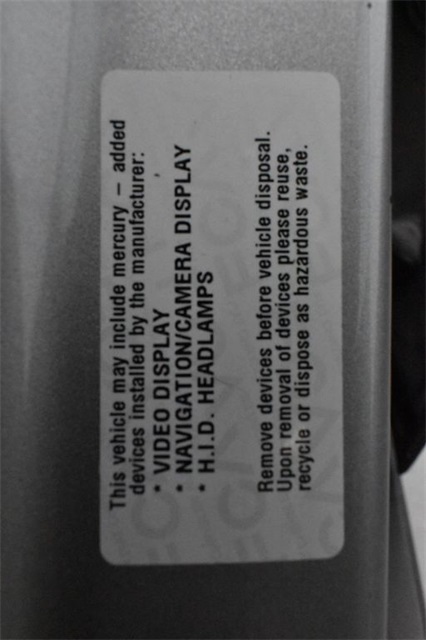 This vehicle may include mercury – added
devices installed by the manufacturer:
• VIDEO DISPLAY
• NAVIGATION/CAMERA DISPLAY
• H.I.D. HEADLAMPS
Remove devices before vehicle disposal.
Upon removal of devices please reuse,
recycle or dispose as hazardous waste.